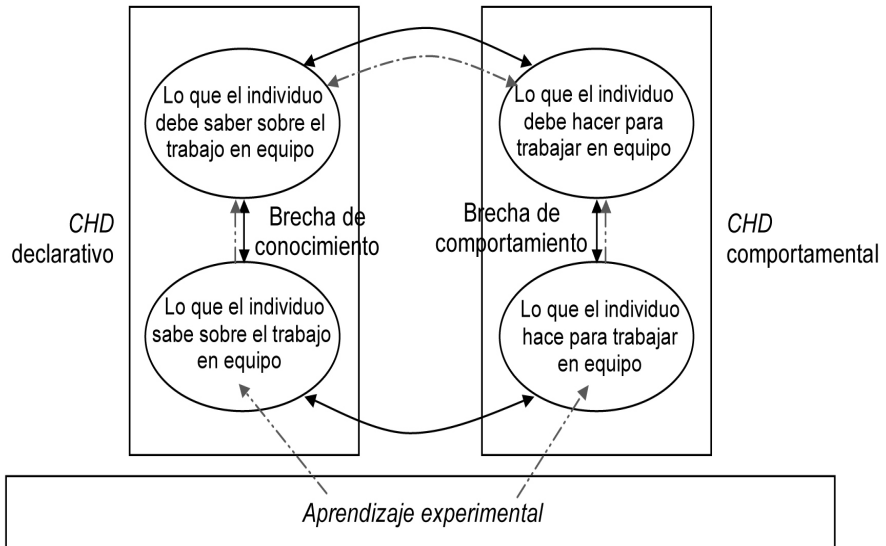 Lo que el individuo
debe saber sobre el
trabajo en equipo
Lo que el individuo
debe hacer para
trabajar en equipo
CHD
declarativo
Brecha de
conocimiento
Brecha de
comportamiento
CHD
comportamental
Lo que el individuo
sabe sobre el trabajo
en equipo
Lo que el individuo
hace para trabajar
en equipo
Aprendizaje experimental